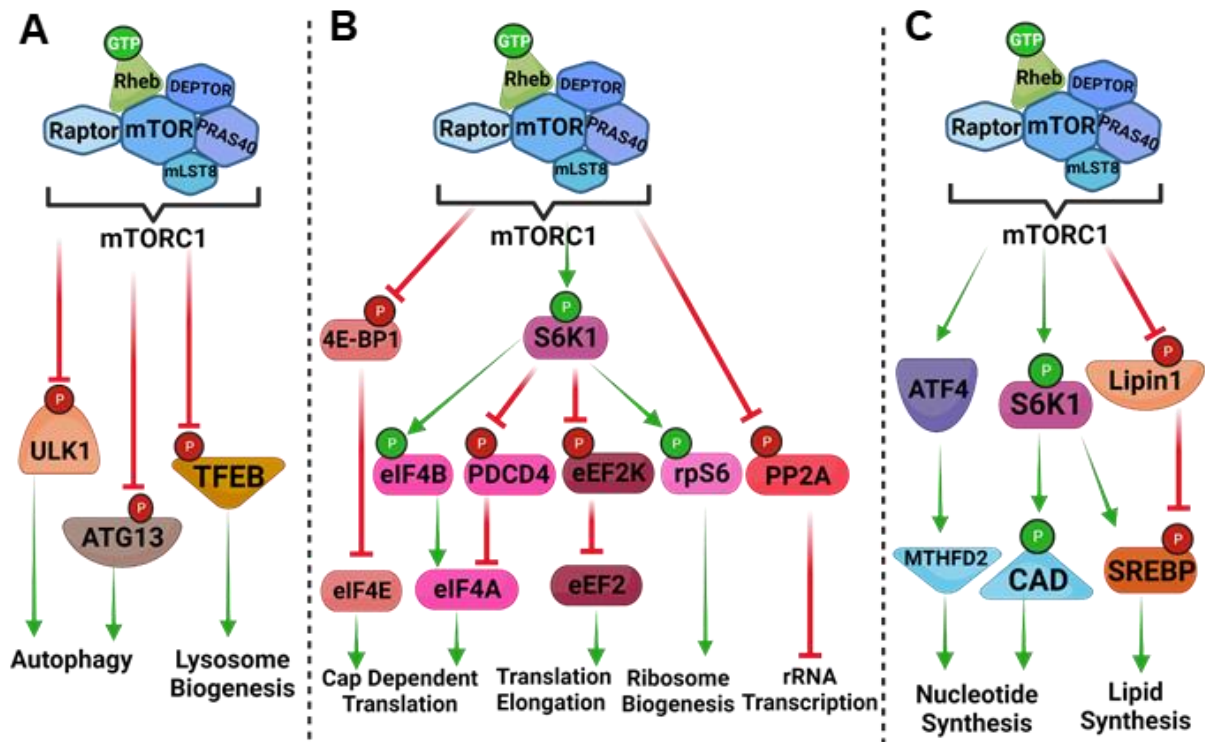 A
GTP
Rheb
DEPTOR
Raptor
mTOR
PRAS40
mLST8
mTORC1
P
ULK1
P
TFEB
P
ATG13
Autophagy
Lysosome
Biogenesis
B
GTP
Rheb
DEPTOR
Raptor
mTOR
PRAS40
mLST8
mTORC1
P
4E-BP1
P
S6K1
P
eIF4B
P
PDCD4
P
eEF2K
P
rpS6
P
PP2A
eIF4E
eIF4A
eEF2
Cap Dependent
Translation
Translation
Elongation
Ribosome
Biogenesis
rRNA
Transcription
C
GTP
Rheb
DEPTOR
Raptor
mTOR
PRAS40
mLST8
mTORC1
ATF4
P
S6K1
P
Lipin1
MTHFD2
P
CAD
P
SREBP
Nucleotide
Synthesis
Lipid
Synthesis